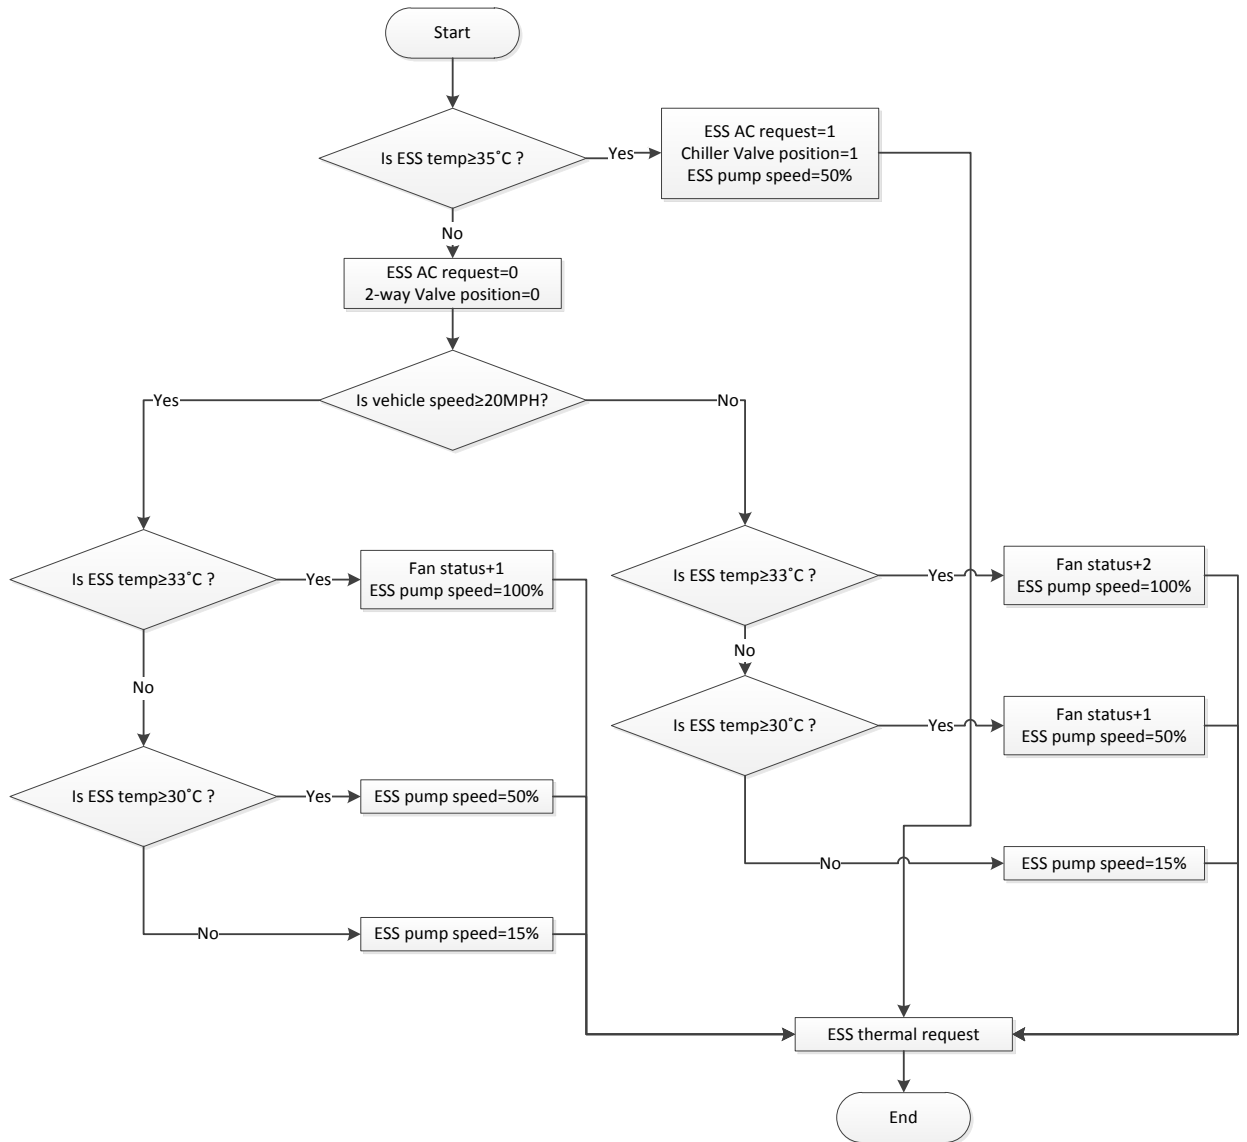 Start
Is ESS temp≥35˚C ?
Yes
ESS AC request=1
Chiller Valve position=1
ESS pump speed=50%
No
ESS AC request=0
2-way Valve position=0
Is vehicle speed≥20MPH?
Yes
No
Is ESS temp≥33˚C ?
Yes
Fan status+1
ESS pump speed=100%
No
Is ESS temp≥30˚C ?
Yes
ESS pump speed=50%
No
ESS pump speed=15%
Is ESS temp≥33˚C ?
Yes
Fan status+2
ESS pump speed=100%
No
Is ESS temp≥30˚C ?
Yes
Fan status+1
ESS pump speed=50%
No
ESS pump speed=15%
ESS thermal request
End